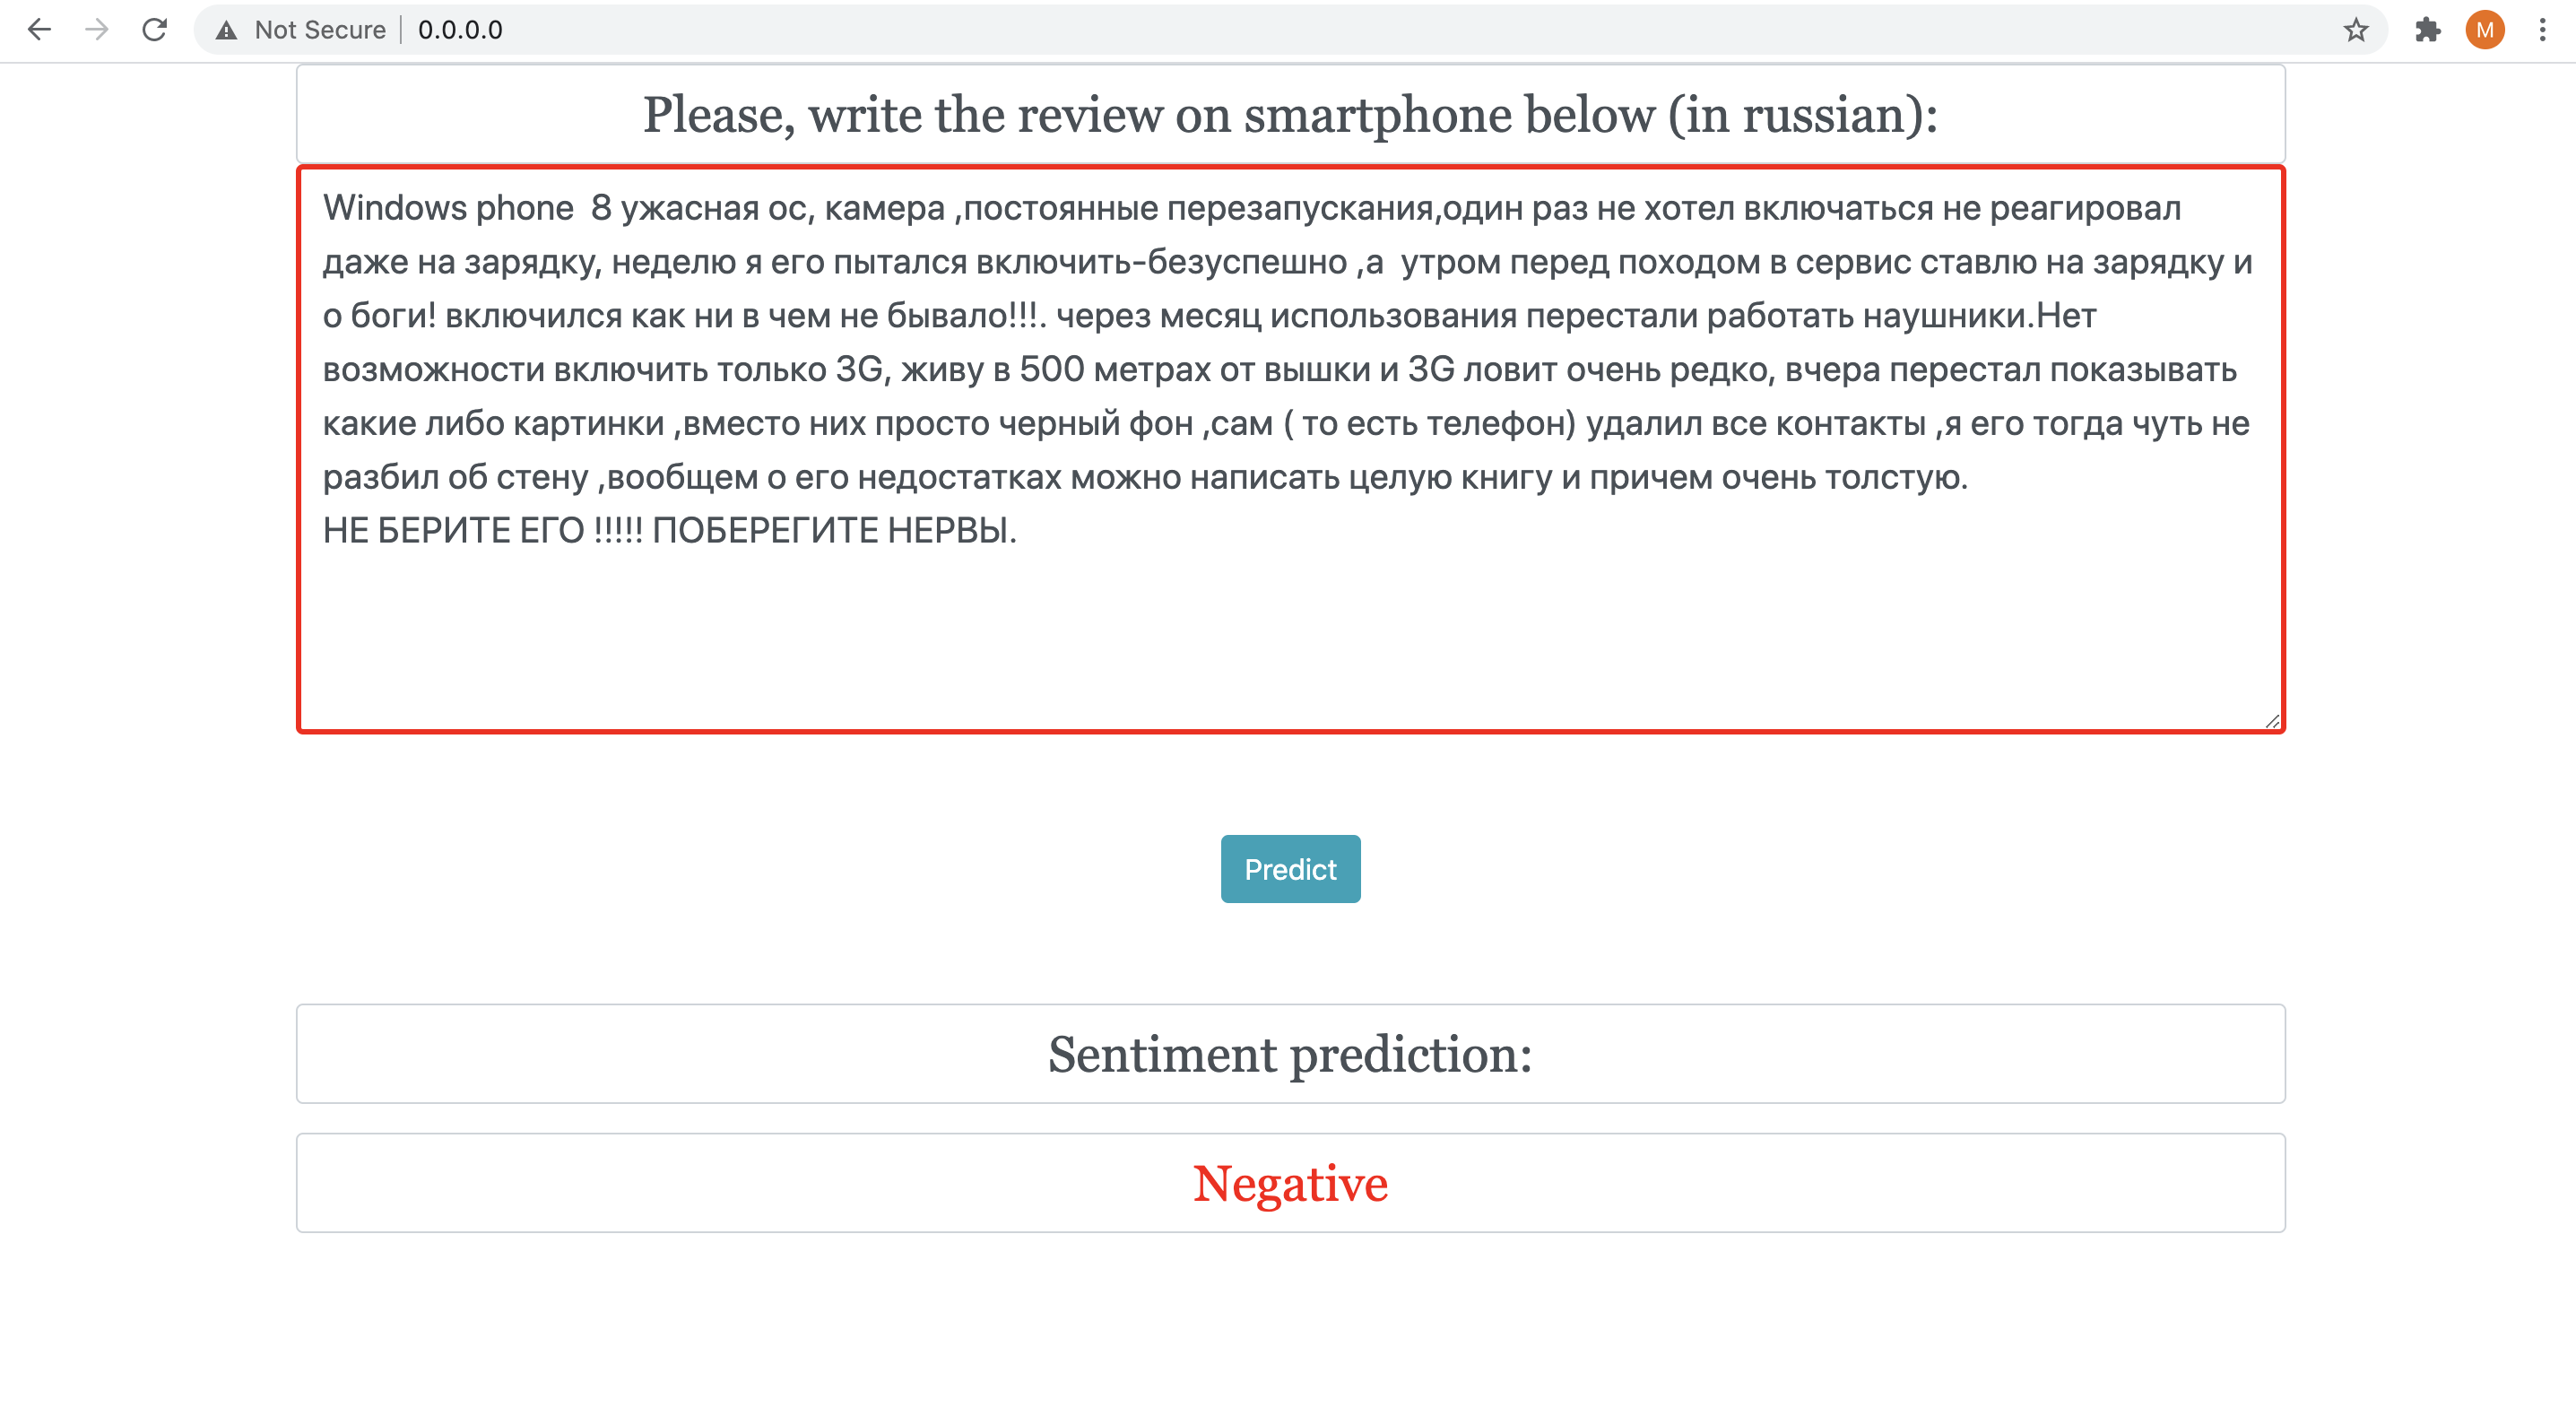 Not Secure 0.0.0.0 M
Please, write the review on smartphone below (in russian):
Windows phone  8 ужасная ос, камера ,постоянные перезапускания,один раз не хотел включаться не реагировал
даже на зарядку, неделю я его пытался включить-безуспешно ,а  утром перед походом в сервис ставлю на зарядку и
о боги! включился как ни в чем не бывало!!!. через месяц использования перестали работать наушники.Нет
возможности включить только 3G, живу в 500 метрах от вышки и 3G ловит очень редко, вчера перестал показывать
какие либо картинки ,вместо них просто черный фон ,сам ( то есть телефон) удалил все контакты ,я его тогда чуть не
разбил об стену ,вообщем о его недостатках можно написать целую книгу и причем очень толстую.
НЕ БЕРИТЕ ЕГО !!!!! ПОБЕРЕГИТЕ НЕРВЫ.
Predict
Sentiment prediction:
Negative